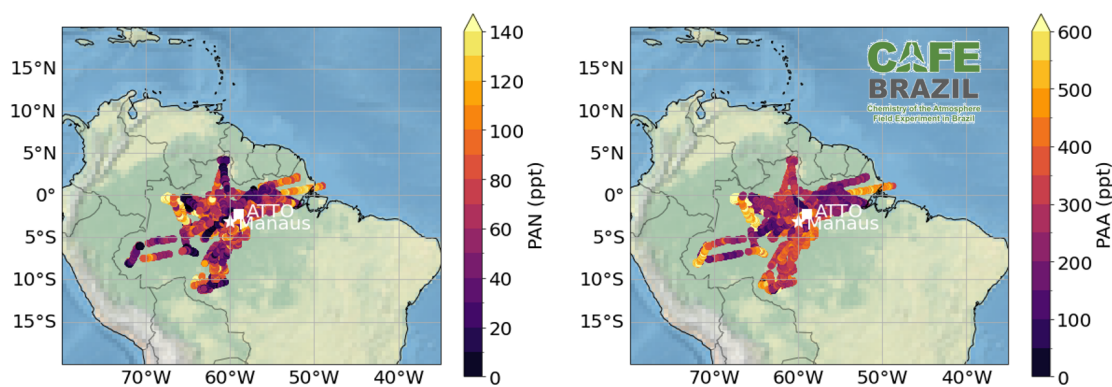 15°N
10°N
5°N
0°
5°S
10°S
15°S
70°W 60°W 50°W 40°W
ATTO
Manaus
140
120
100
80
60
40
20
0
PAN (ppt)
15°N
10°N
5°N
0°
5°S
10°S
15°S
70°W 60°W 50°W 40°W
CAFE
BRAZIL
Chemistry of the Atmosphere
Field Experiment in Brazil
ATTO
Manaus
600
500
400
300
200
100
0
PAA (ppt)